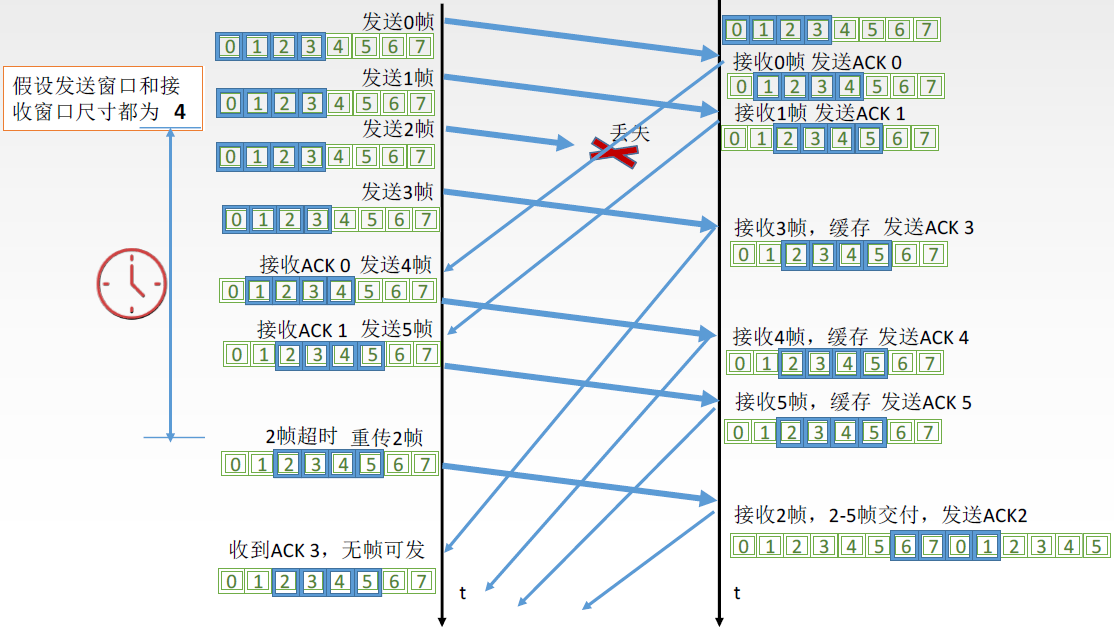 发送0帧
0 1 2 3 4 5 6 7
0 1 2 3 4 5 6 7
假设发送窗口和接
收窗口尺寸都为 4
接收0帧 发送ACK 0
0 1 2 3 4 5 6 7
发送1帧
0 1 2 3 4 5 6 7
接收1帧 发送ACK 1
0 1 2 3 4 5 6 7
发送2帧
0 1 2 3 4 5 6 7
丢失
发送3帧
0 1 2 3 4 5 6 7
接收3帧，缓存 发送ACK 3
0 1 2 3 4 5 6 7
接收ACK 0 发送4帧
0 1 2 3 4 5 6 7
接收ACK 1 发送5帧
0 1 2 3 4 5 6 7
接收4帧，缓存 发送ACK 4
0 1 2 3 4 5 6 7
接收5帧，缓存 发送ACK 5
0 1 2 3 4 5 6 7
2帧超时 重传2帧
0 1 2 3 4 5 6 7
接收2帧，2-5帧交付，发送ACK2
0 1 2 3 4 5 6 7 0 1 2 3 4 5
收到ACK 3，无帧可发
0 1 2 3 4 5 6 7
t
t